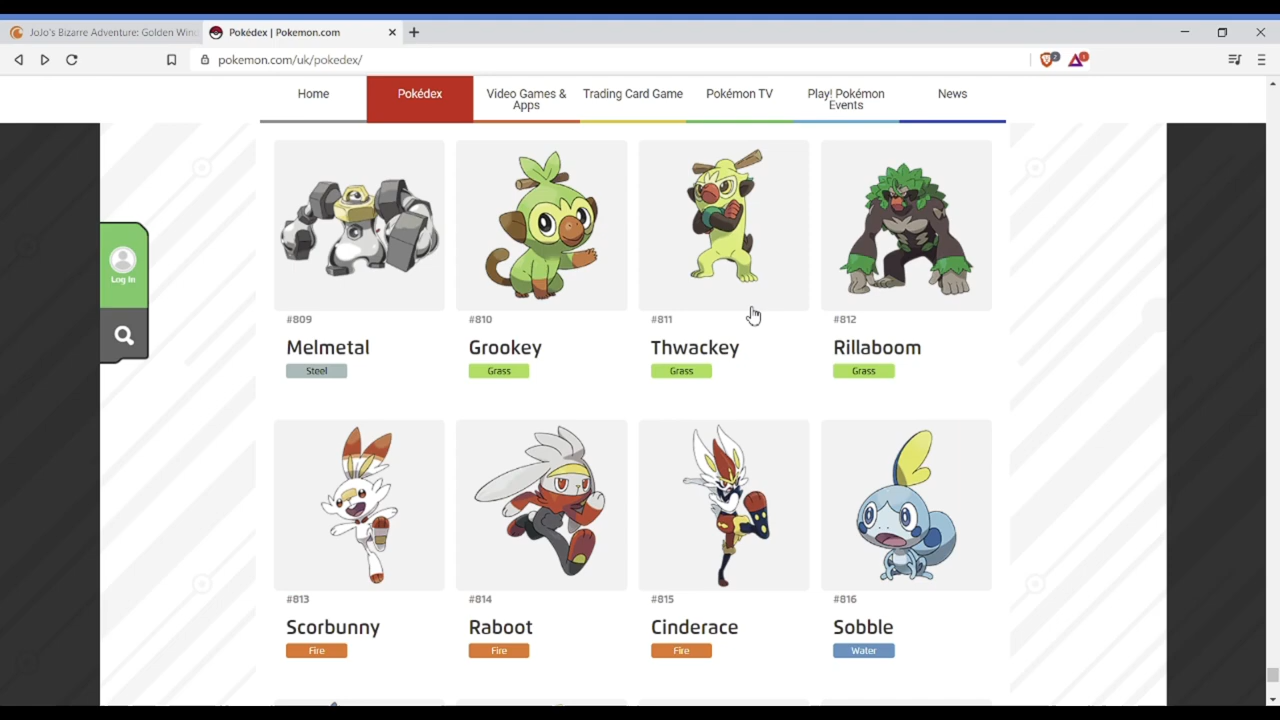 JoJo's Bizarre Adventure: Golden Win
Pokédex | Pokemon.com
pokemon.com/uk/pokedex/
2
1
Home
Pokédex
Video Games &
Apps
Trading Card Game
Pokémon TV
Play! Pokémon
Events
News
Log In
#809
#810
#811
#812
Melmetal
Grookey
Thwackey
Rillaboom
Steel
Grass
Grass
Grass
#813
#814
#815
#816
Scorbunny
Raboot
Cinderace
Sobble
Fire
Fire
Fire
Water